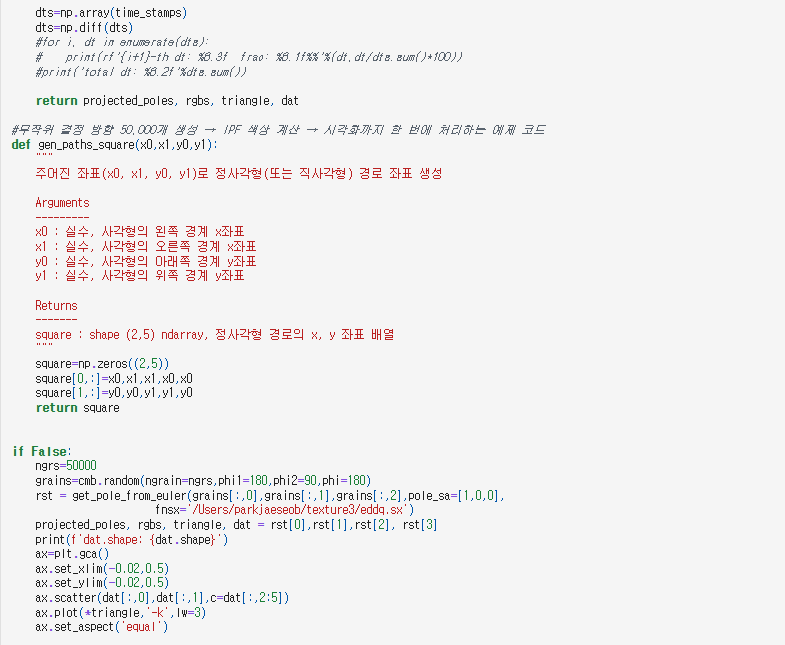 dts=np.array(time_stamps)
dts=np.diff(dts)
#for i, dt in enumerate(dts):
#    print(rf'{i+1}-th dt: %6.3f  frac: %6.1f%%'%(dt,dt/dts.sum()*100))
#print('total dt: %6.2f'%dts.sum())
return projected_poles, rgbs, triangle, dat
#무작위 결정 방향 50,000개 생성 → IPF 색상 계산 → 시각화까지 한 번에 처리하는 예제 코드
def gen_paths_square(x0,x1,y0,y1):
"""
주어진 좌표(x0, x1, y0, y1)로 정사각형(또는 직사각형) 경로 좌표 생성
Arguments
---------
x0 : 실수, 사각형의 왼쪽 경계 x좌표
x1 : 실수, 사각형의 오른쪽 경계 x좌표
y0 : 실수, 사각형의 아래쪽 경계 y좌표
y1 : 실수, 사각형의 위쪽 경계 y좌표
Returns
-------
square : shape (2,5) ndarray, 정사각형 경로의 x, y 좌표 배열
"""
square=np.zeros((2,5))
square[0,:]=x0,x1,x1,x0,x0
square[1,:]=y0,y0,y1,y1,y0
return square
if False:
ngrs=50000
grains=cmb.random(ngrain=ngrs,phi1=180,phi2=90,phi=180)
rst = get_pole_from_euler(grains[:,0],grains[:,1],grains[:,2],pole_sa=[1,0,0],
fnsx='/Users/parkjaeseob/texture3/eddq.sx')
projected_poles, rgbs, triangle, dat = rst[0],rst[1],rst[2], rst[3]
print(f'dat.shape: {dat.shape}')
ax=plt.gca()
ax.set_xlim(-0.02,0.5)
ax.set_ylim(-0.02,0.5)
ax.scatter(dat[:,0],dat[:,1],c=dat[:,2:5])
ax.plot(*triangle,'-k',lw=3)
ax.set_aspect('equal')